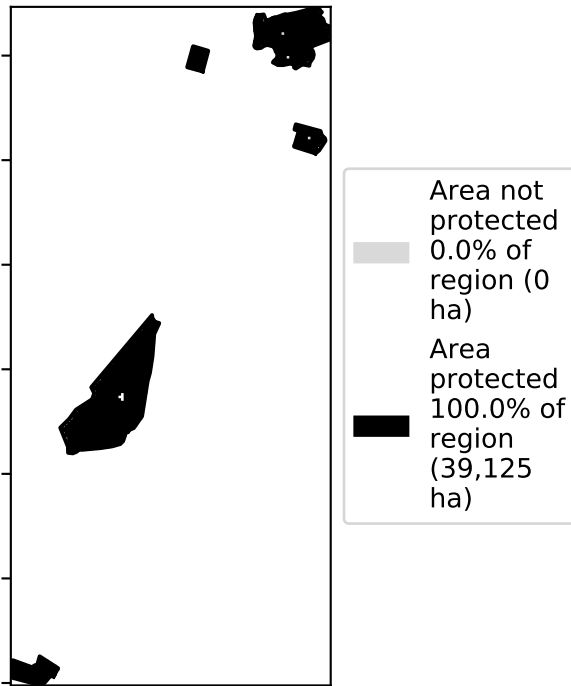 Area not
protected
0.0% of
region (0
ha)
Area
protected
100.0% of
region
(39,125
ha)